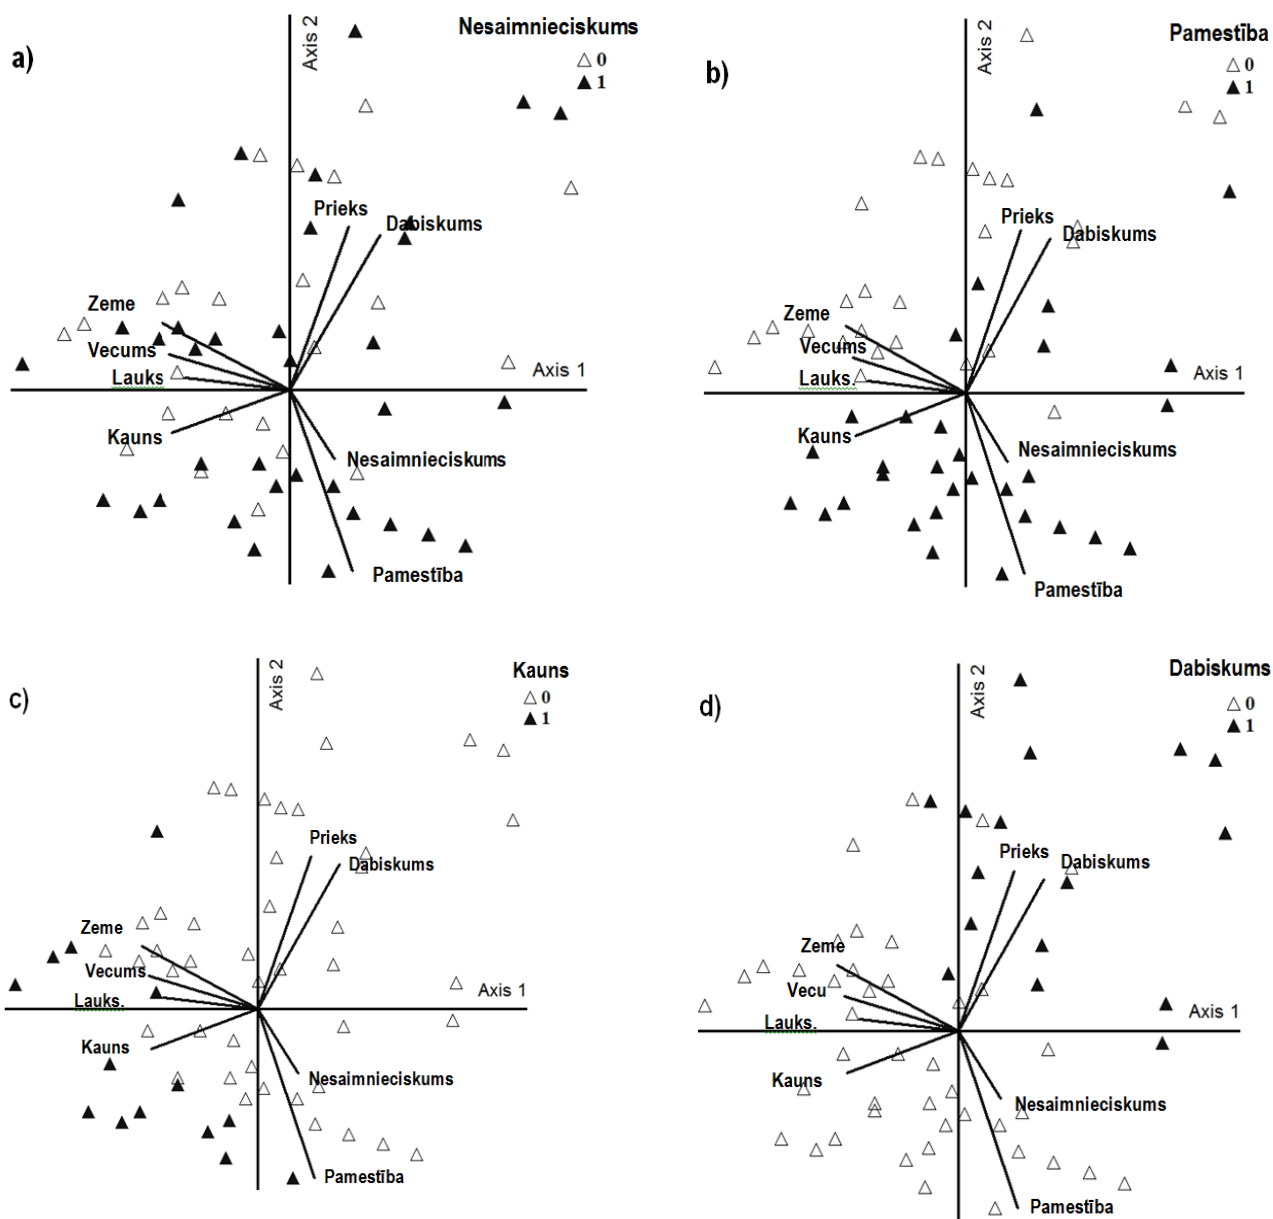 a)
Axis 2
Nesaimnieciskums
0
1
Prieks
Dabiskums
Zeme
Vecums
Lauks
Axis 1
Kauns
Nesaimnieciskums
Pamestība
b)
Axis 2
Pamestība
0
1
Prieks
Dabiskums
Zeme
Vecums
Lauks.
Axis 1
Kauns
Nesaimnieciskums
Pamestība
c)
Axis 2
Kauns
0
1
Prieks
Dabiskums
Zeme
Vecums
Lauks.
Axis 1
Kauns
Nesaimnieciskums
Pamestība
d)
Axis 2
Dabiskums
0
1
Prieks
Dabiskums
Zeme
Vecu
Lauks.
Axis 1
Kauns
Nesaimnieciskums
Pamestība